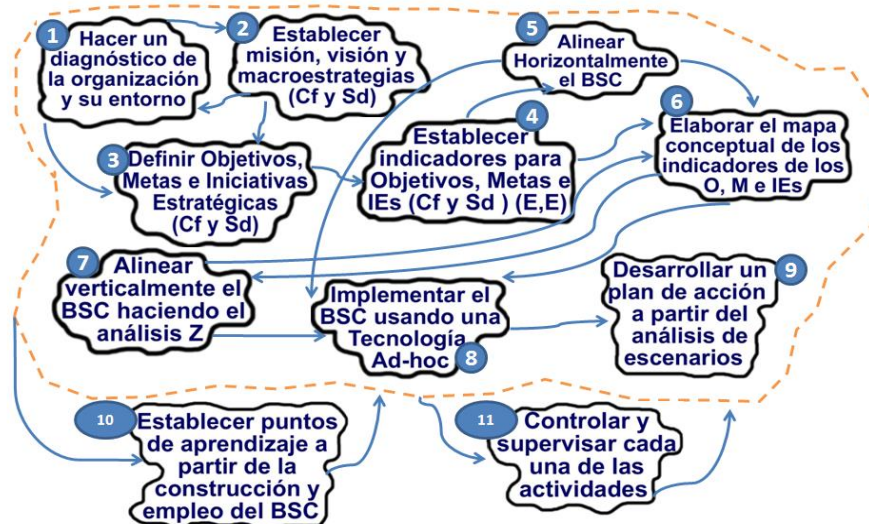 1
Hacer un
diagnóstico de
la organización
y su entorno
2
Establecer
misión, visión y
macroestrategias
(Cf y Sd)
3
Definir Objetivos,
Metas e Iniciativas
Estratégicas
(Cf y Sd)
4
Establecer
indicadores para
Objetivos, Metas e
IEs (Cf y Sd ) (E,E)
5
Alinear
Horizontalmente
el BSC
6
Elaborar el mapa
conceptual de los
indicadores de los
O, M e IEs
7
Alinear
verticalmente el
BSC haciendo el
análisis Z
Implementar el
BSC usando una
Tecnología
Ad-hoc
8
Desarrollar un
plan de acción
a partir del
análisis de
escenarios
9
10
Establecer puntos
de aprendizaje a
partir de la
construcción y
empleo del BSC
11
Controlar y
supervisar cada
una de las
actividades